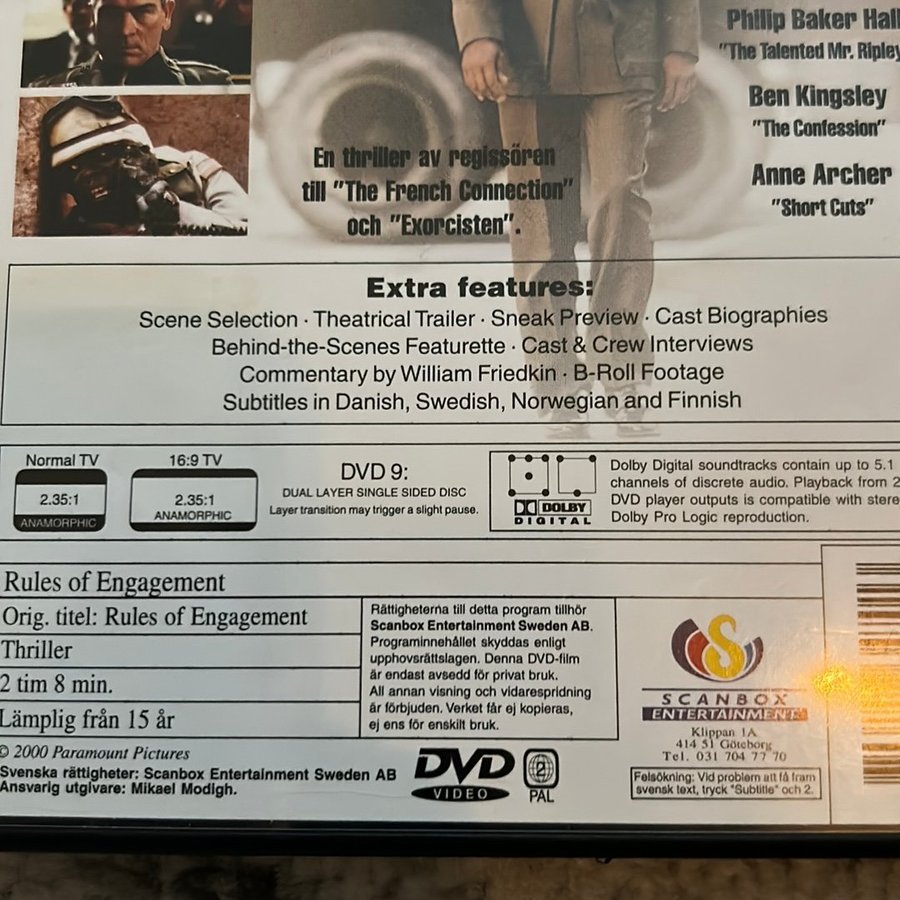 Philip Baker Hall
"The Talented Mr. Ripley
Ben Kingsley
"The Confession"
Anne Archer
"Short Cuts"
En thriller av regissören
till "The French Connection"
och "Exorcisten".
Extra features:
Scene Selection · Theatrical Trailer · Sneak Preview · Cast Biographies
Behind-the-Scenes Featurette · Cast & Crew Interviews
Commentary by William Friedkin · B-Roll Footage
Subtitles in Danish, Swedish, Norwegian and Finnish
Normal TV
2.35:1
ANAMORPHIC
16:9 TV
2.35:1
ANAMORPHIC
DVD 9:
DUAL LAYER SINGLE SIDED DISC
Layer transition may trigger a slight pause.
DOLBY
DIGITAL
Dolby Digital soundtracks contain up to 5.1
channels of discrete audio. Playback from 2
DVD player outputs is compatible with stere
Dolby Pro Logic reproduction.
Rules of Engagement
Orig. titel: Rules of Engagement
Thriller
2 tim 8 min.
Lämplig från 15 år
Rättigheterna till detta program tillhör
Scanbox Entertainment Sweden AB.
Programinnehållet skyddas enligt
upphovsrättslagen. Denna DVD-film
är endast avsedd för privat bruk.
All annan visning och vidarespridning
är förbjuden. Verket får ej kopieras,
ej ens för enskilt bruk.
S
SCANBOX
ENTERTAINMENT
Klippan 1A
414 51 Göteborg
Tel. 031 704 77 70
Felsökning: Vid problem att få fram
svensk text, tryck "Subtitle" och 2.
© 2000 Paramount Pictures
Svenska rättigheter: Scanbox Entertainment Sweden AB
Ansvarig utgivare: Mikael Modigh.
DVD
VIDEO
2
PAL